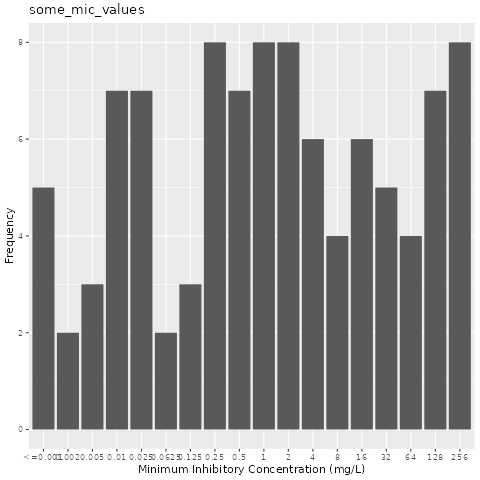 some_mic_values
8
6
4
2
0
Frequency
<=0.001 0.002 0.005 0.01 0.025 0.0625 0.125 0.25 0.5 1 2 4 8 16 32 64 128 256
Minimum Inhibitory Concentration (mg/L)